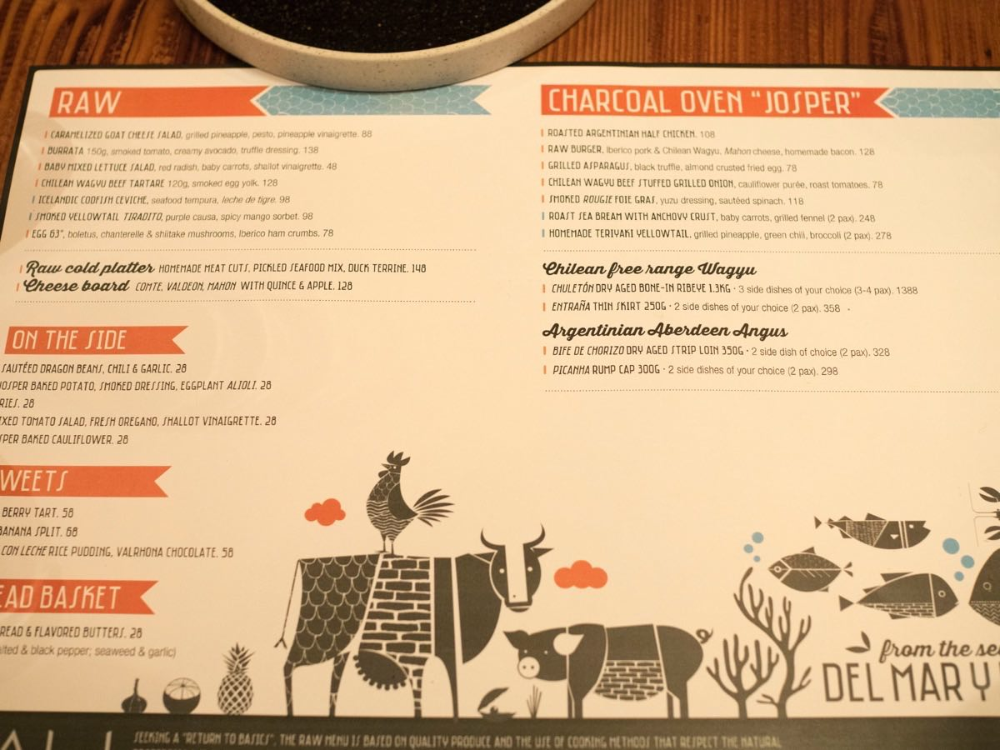 RAW
CARAMELIZED GOAT CHEESE SALAD, grilled pineapple, pesto, pineapple vinaigrette. 88
BURRATA 150g, smoked tomato, creamy avocado, truffle dressing. 138
BABY MIXED LETTUCE SALAD, red radish, baby carrots, shallot vinaigrette. 48
CHILEAN WAGYU BEEF TARTARE 120g, smoked egg yolk. 128
ICELANDIC CODFISH CEVICHE, seafood tempura, leche de tigre. 98
SMOKED YELLOWTAIL TIRADITO, purple causa, spicy mango sorbet. 98
EGG 63°, boletus, chanterelle & shiitake mushrooms, Iberico ham crumbs. 78
Raw cold platter HOMEMADE MEAT CUTS, PICKLED SEAFOOD MIX, DUCK TERRINE. 148
Cheese board COMTE, VALDEON, MAHON WITH QUINCE & APPLE. 128
ON THE SIDE
SAUTÉED DRAGON BEANS, CHILI & GARLIC. 28
JOSPER BAKED POTATO, SMOKED DRESSING, EGGPLANT ALIOLI. 28
RIES. 28
IXED TOMATO SALAD, FRESH OREGANO, SHALLOT VINAIGRETTE. 28
SPER BAKED CAULIFLOWER. 28
WEETS
BERRY TART. 58
BANANA SPLIT. 68
CON LECHE RICE PUDDING, VALRHONA CHOCOLATE. 58
EAD BASKET
READ & FLAVORED BUTTERS. 28
lted & black pepper; seaweed & garlic)
CHARCOAL OVEN "JOSPER"
ROASTED ARGENTINIAN HALF CHICKEN. 108
RAW BURGER, Iberico pork & Chilean Wagyu, Mahon cheese, homemade bacon. 128
GRILLED ASPARAGUS, black truffle, almond crusted fried egg. 78
CHILEAN WAGYU BEEF STUFFED GRILLED ONION, cauliflower purée, roast tomatoes. 78
SMOKED ROUGIE FOIE GRAS, yuzu dressing, sautéed spinach. 118
ROAST SEA BREAM WITH ANCHOVY CRUST, baby carrots, grilled fennel (2 pax). 248
HOMEMADE TERIYAKI YELLOWTAIL, grilled pineapple, green chili, broccoli (2 pax). 278
Chilean free range Wagyu
CHULETÓN DRY AGED BONE-IN RIBEYE 1.3KG · 3 side dishes of your choice (3-4 pax). 1388
ENTRAÑA THIN SKIRT 250G · 2 side dishes of your choice (2 pax). 358
Argentinian Aberdeen Angus
BIFE DE CHORIZO DRY AGED STRIP LOIN 350G · 2 side dish of choice (2 pax). 328
PICANHA RUMP CAP 300G · 2 side dishes of your choice (2 pax). 298
from the se
DEL MAR Y
SEEKING A "RETURN TO BASICS", THE RAW MENU IS BASED ON QUALITY PRODUCE AND THE USE OF COOKING METHODS THAT RESPECT THE NATURAL